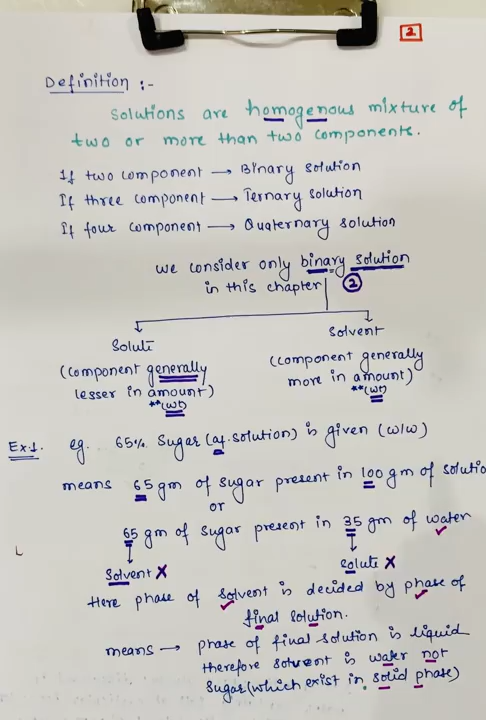 2
Definition :-
Solutions are homogenous mixture of
two or more than two components.
If two component → Binary solution
If three component → Ternary solution
If four component → Quaternary solution
we consider only binary solution
in this chapter 2
Solute
(component generally
lesser in amount)
**(wt)
Solvent
(component generally
more in amount)
**(wt)
Ex:1. eg. 65% Sugar (aq. solution) is given (w/w)
means 65 gm of sugar present in 100 gm of solutio
or
65 gm of sugar present in 35 gm of water
Solvent X
solute X
Here phase of solvent is decided by phase of
final solution.
means → phase of final solution is liquid
therefore solvent is water not
sugar (which exist in solid phase)